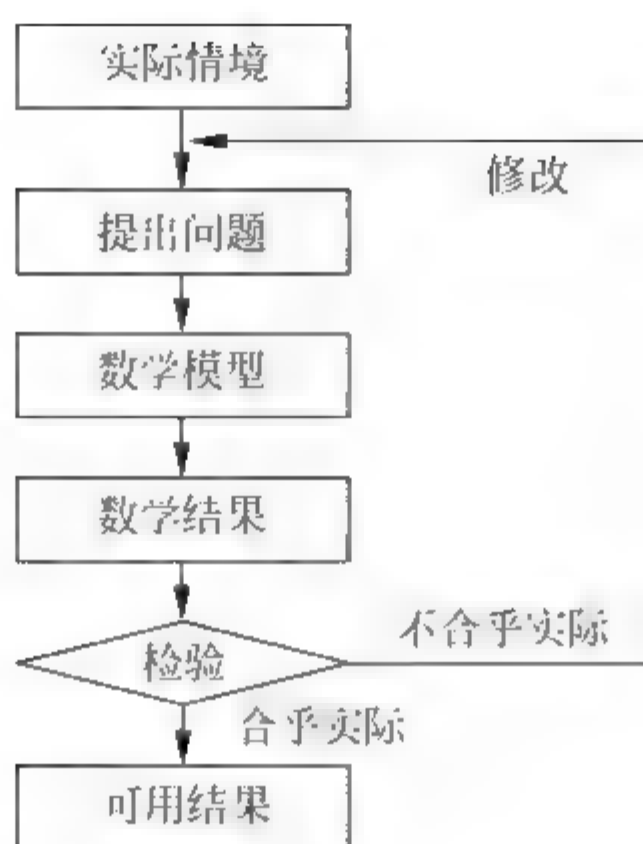 实际情境
修改
提出问题
数学模型
数学结果
检验
不合乎实际
合乎实际
可用结果